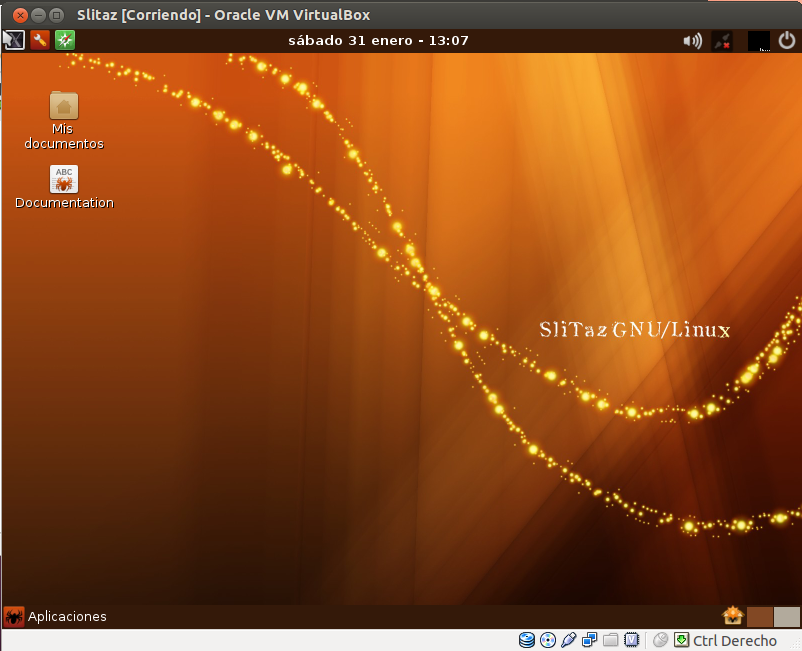 Slitaz [Corriendo] - Oracle VM VirtualBox
sábado 31 enero - 13:07
Mis
documentos
ABC
Documentation
SliTaz GNU/Linux
Aplicaciones
Ctrl Derecho